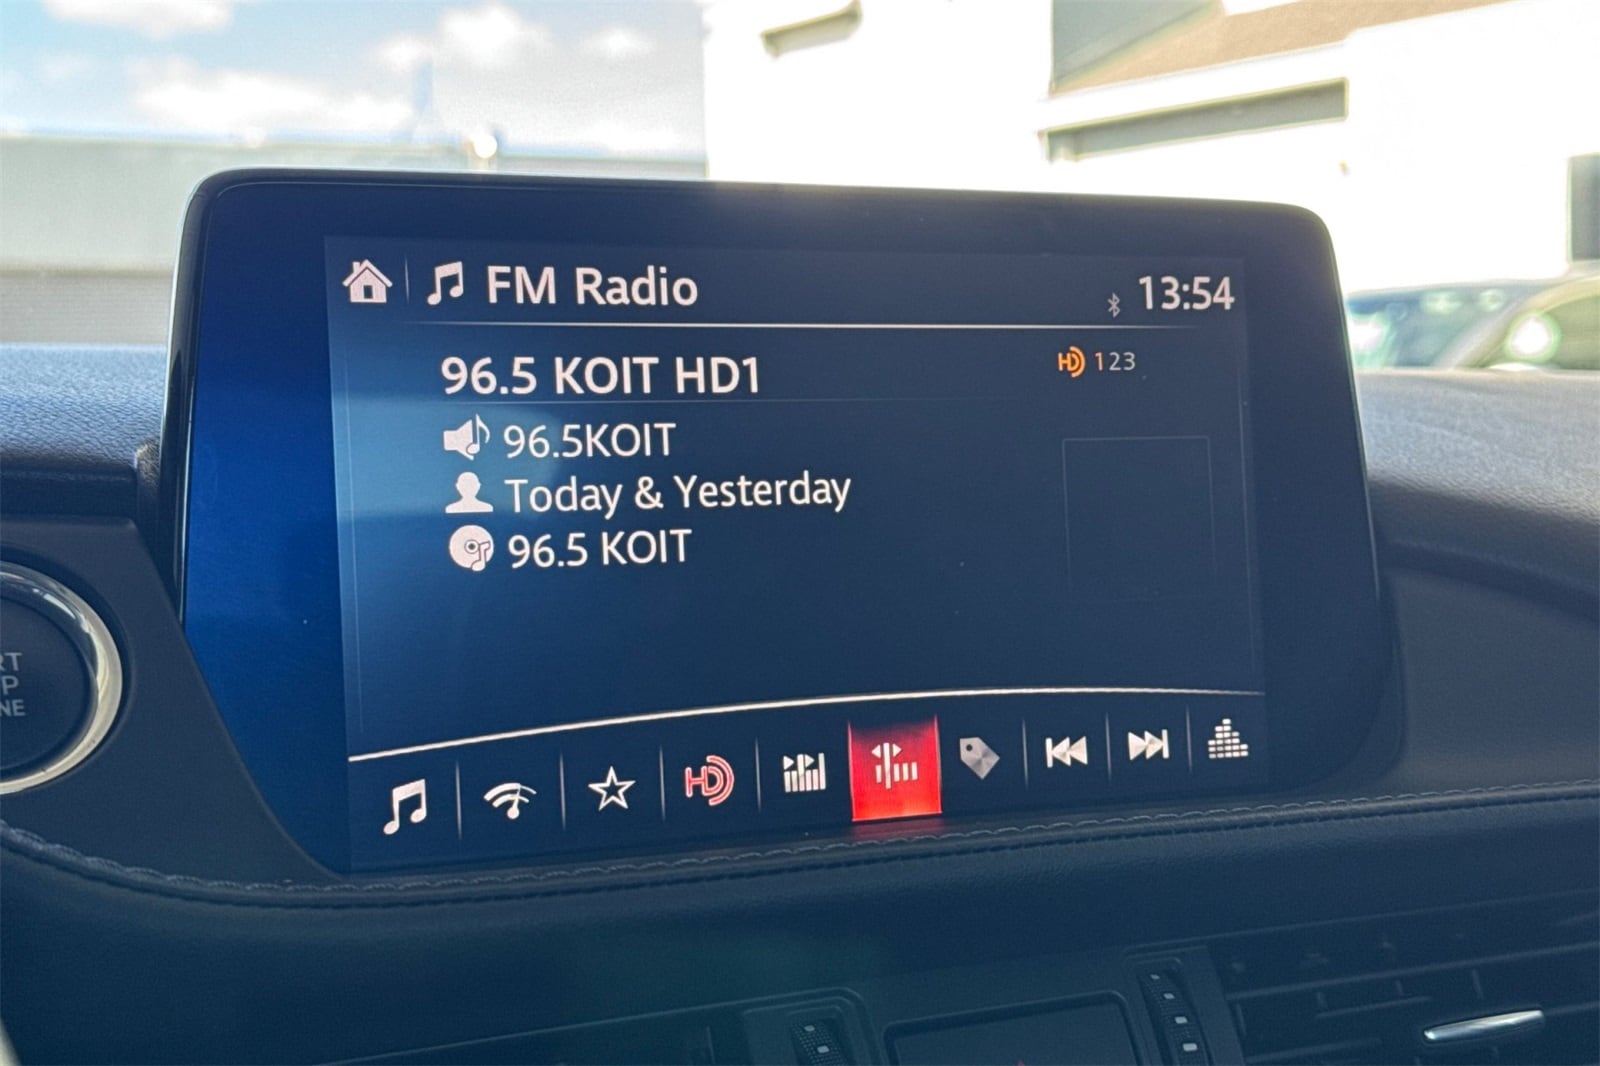 FM Radio
13:54
96.5 KOIT HD1
HD 123
96.5KOIT
Today & Yesterday
96.5 KOIT
HD